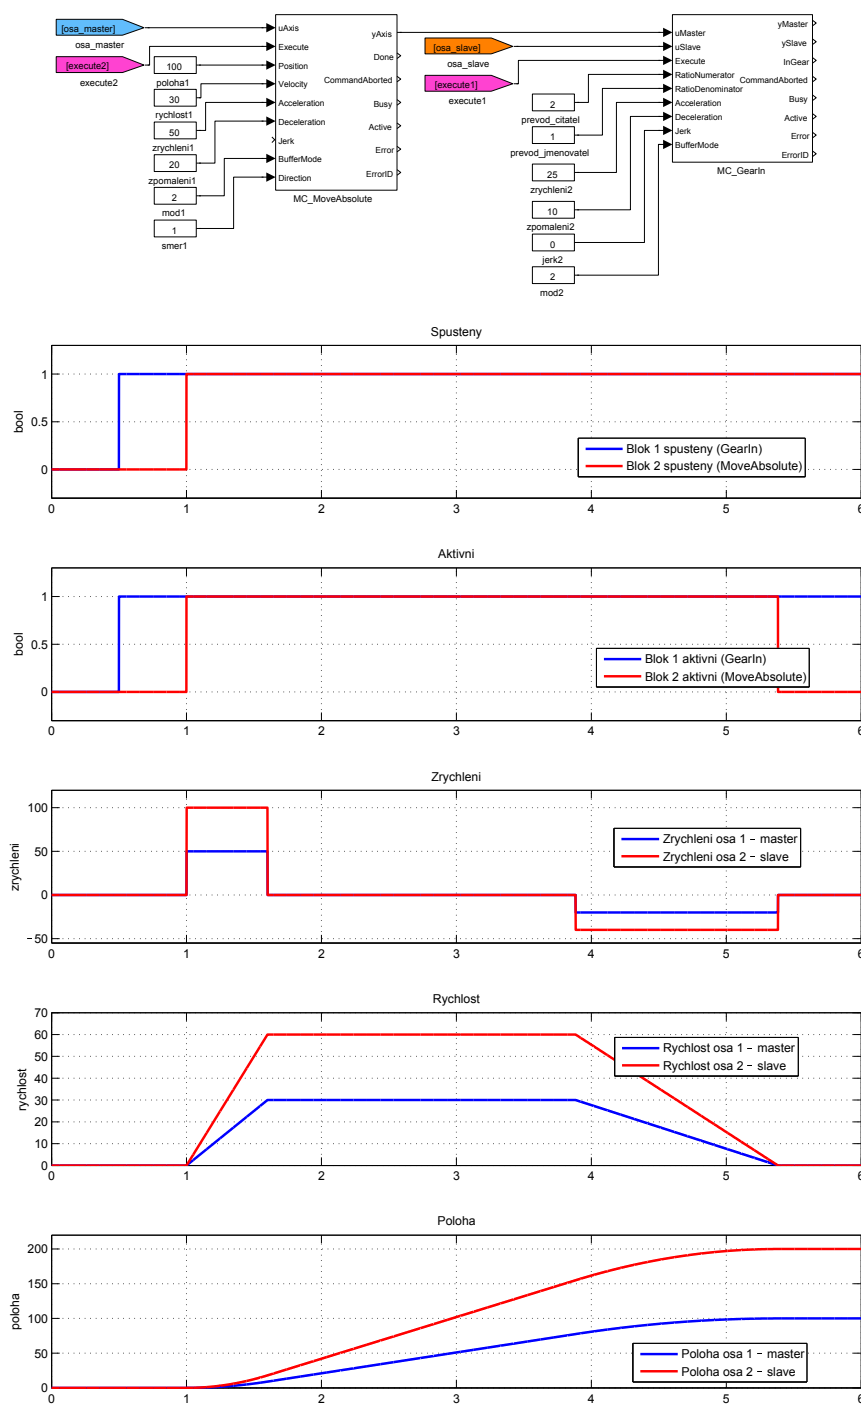 [osa_master]
osa_master
[execute2]
execute2
100
poloha1
30
rychlost1
50
zrychleni1
20
zpomaleni1
2
mod1
1
smer1
uAxis
Execute
Position
Velocity
Acceleration
Deceleration
Jerk
BufferMode
Direction
yAxis
Done
CommandAborted
Busy
Active
Error
ErrorID
MC_MoveAbsolute
[osa_slave]
osa_slave
[execute1]
execute1
2
prevod_citatel
1
prevod_jmenovatel
25
zrychleni2
10
zpomaleni2
0
jerk2
2
mod2
uMaster
uSlave
Execute
RatioNumerator
RatioDenominator
Acceleration
Deceleration
Jerk
BufferMode
yMaster
ySlave
InGear
CommandAborted
Busy
Active
Error
ErrorID
MC_GearIn
Spusteny
bool
1
0.5
0
Blok 1 spusteny (GearIn)
Blok 2 spusteny (MoveAbsolute)
0 1 2 3 4 5 6
Aktivni
bool
1
0.5
0
Blok 1 aktivni (GearIn)
Blok 2 aktivni (MoveAbsolute)
0 1 2 3 4 5 6
Zrychleni
zrychleni
100
50
0
−50
Zrychleni osa 1 − master
Zrychleni osa 2 − slave
0 1 2 3 4 5 6
Rychlost
rychlost
70
60
50
40
30
20
10
0
Rychlost osa 1 − master
Rychlost osa 2 − slave
0 1 2 3 4 5 6
Poloha
poloha
200
150
100
50
0
Poloha osa 1 − master
Poloha osa 2 − slave
0 1 2 3 4 5 6